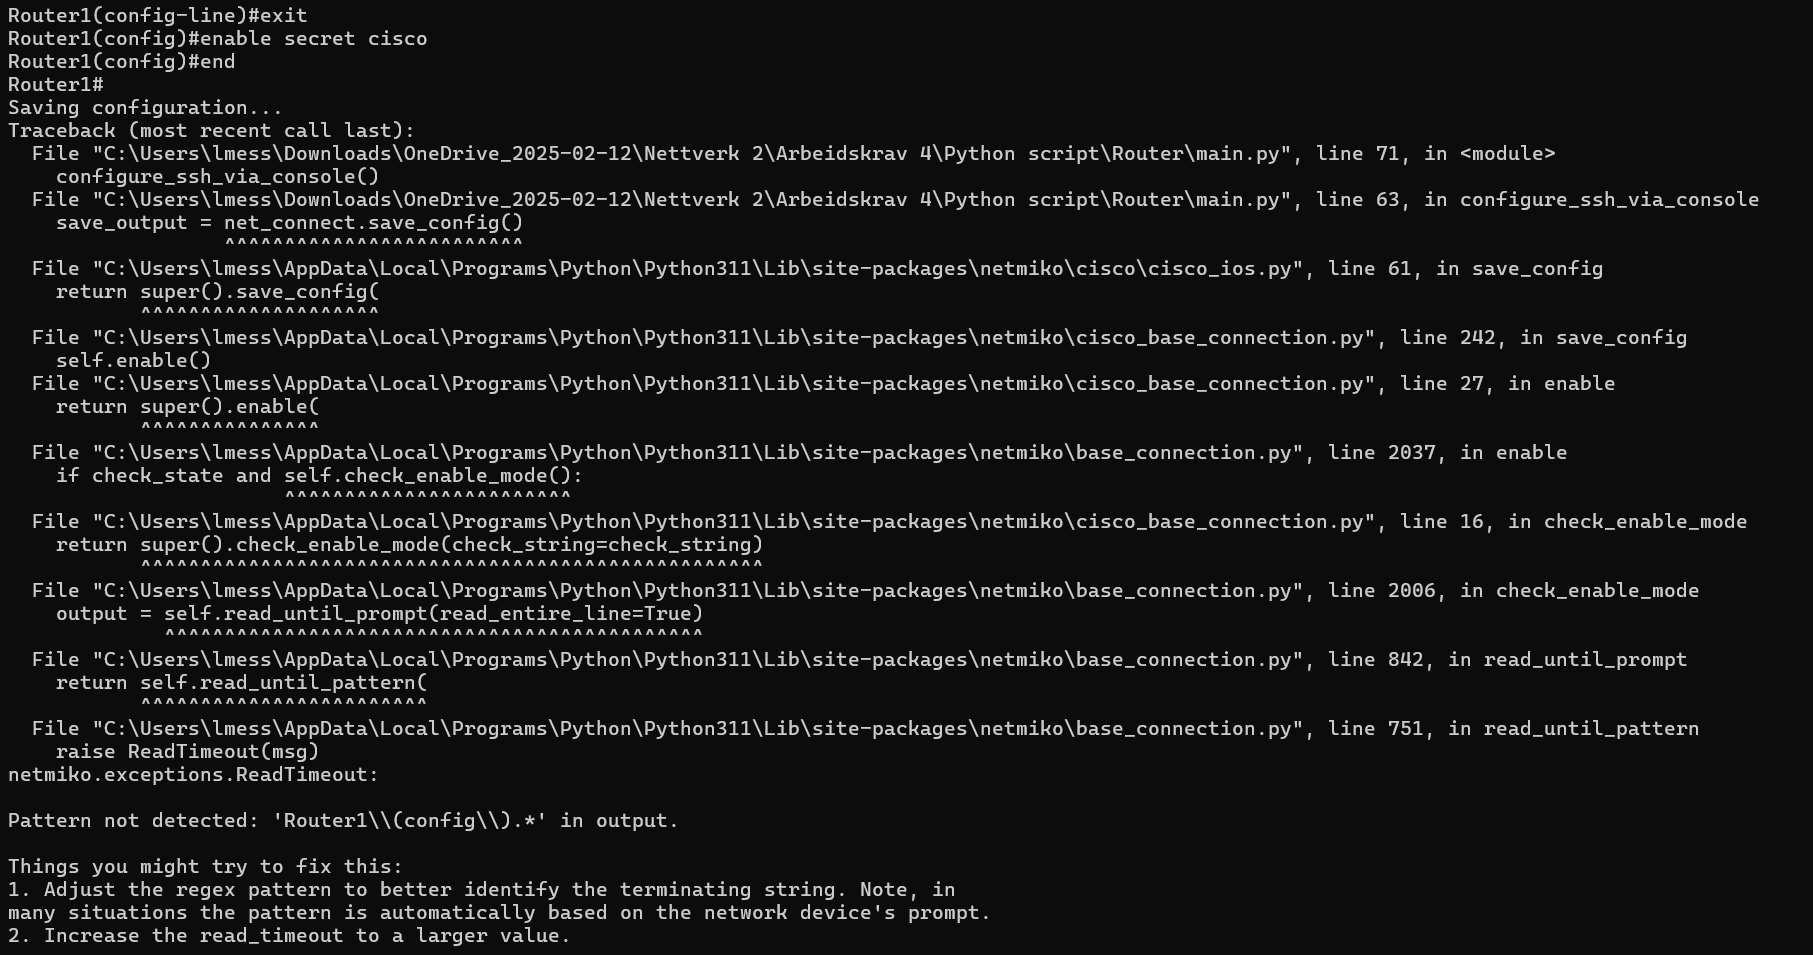 Router1(config-line)#exit
Router1(config)#enable secret cisco
Router1(config)#end
Router1#
Saving configuration...
Traceback (most recent call last):
  File "C:\Users\lmess\Downloads\OneDrive_2025-02-12\Nettverk 2\Arbeidskrav 4\Python script\Router\main.py", line 71, in <module>
    configure_ssh_via_console()
  File "C:\Users\lmess\Downloads\OneDrive_2025-02-12\Nettverk 2\Arbeidskrav 4\Python script\Router\main.py", line 63, in configure_ssh_via_console
    save_output = net_connect.save_config()
                  ^^^^^^^^^^^^^^^^^^^^^^^^^
  File "C:\Users\lmess\AppData\Local\Programs\Python\Python311\Lib\site-packages\netmiko\cisco\cisco_ios.py", line 61, in save_config
    return super().save_config(
           ^^^^^^^^^^^^^^^^^^^^
  File "C:\Users\lmess\AppData\Local\Programs\Python\Python311\Lib\site-packages\netmiko\cisco_base_connection.py", line 242, in save_config
    self.enable()
  File "C:\Users\lmess\AppData\Local\Programs\Python\Python311\Lib\site-packages\netmiko\cisco_base_connection.py", line 27, in enable
    return super().enable(
           ^^^^^^^^^^^^^^^
  File "C:\Users\lmess\AppData\Local\Programs\Python\Python311\Lib\site-packages\netmiko\base_connection.py", line 2037, in enable
    if check_state and self.check_enable_mode():
                       ^^^^^^^^^^^^^^^^^^^^^^^^
  File "C:\Users\lmess\AppData\Local\Programs\Python\Python311\Lib\site-packages\netmiko\cisco_base_connection.py", line 16, in check_enable_mode
    return super().check_enable_mode(check_string=check_string)
           ^^^^^^^^^^^^^^^^^^^^^^^^^^^^^^^^^^^^^^^^^^^^^^^^^^^^
  File "C:\Users\lmess\AppData\Local\Programs\Python\Python311\Lib\site-packages\netmiko\base_connection.py", line 2006, in check_enable_mode
    output = self.read_until_prompt(read_entire_line=True)
             ^^^^^^^^^^^^^^^^^^^^^^^^^^^^^^^^^^^^^^^^^^^^^
  File "C:\Users\lmess\AppData\Local\Programs\Python\Python311\Lib\site-packages\netmiko\base_connection.py", line 842, in read_until_prompt
    return self.read_until_pattern(
           ^^^^^^^^^^^^^^^^^^^^^^^^
  File "C:\Users\lmess\AppData\Local\Programs\Python\Python311\Lib\site-packages\netmiko\base_connection.py", line 751, in read_until_pattern
    raise ReadTimeout(msg)
netmiko.exceptions.ReadTimeout:

Pattern not detected: 'Router1\\(config\\).*' in output.

Things you might try to fix this:
1. Adjust the regex pattern to better identify the terminating string. Note, in
many situations the pattern is automatically based on the network device's prompt.
2. Increase the read_timeout to a larger value.